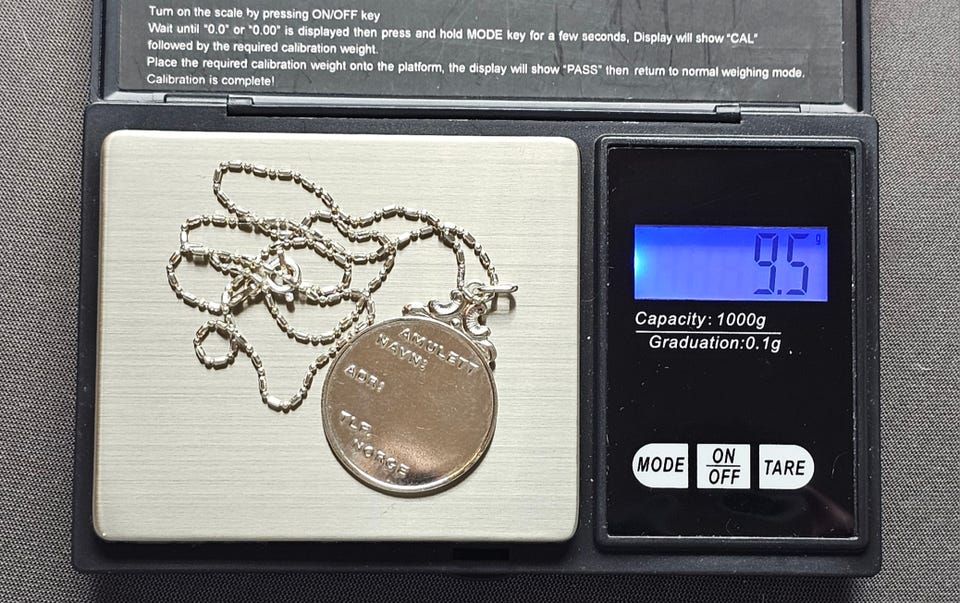 Turn on the scale by pressing ON/OFF key
Wait until "0.0" or "0.00" is displayed then press and hold MODE key for a few seconds, Display will show "CAL"
followed by the required calibration weight.
Place the required calibration weight onto the platform, the display will show "PASS" then return to normal weighing mode.
Calibration is complete!
9.5 g
Capacity: 1000g
Graduation:0.1g
MODE
ON
OFF
TARE
AMULETT
NAVN:
ADR:
TLF.
NORGE